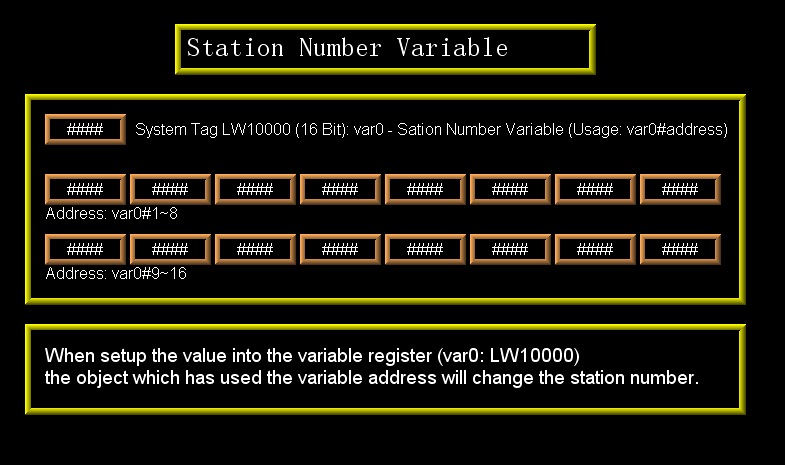 Station Number Variable
#### System Tag LW10000 (16 Bit): var0 - Sation Number Variable (Usage: var0#address)
#### #### #### #### #### #### #### ####
Address: var0#1~8
#### #### #### #### #### #### #### ####
Address: var0#9~16
When setup the value into the variable register (var0: LW10000)
the object which has used the variable address will change the station number.